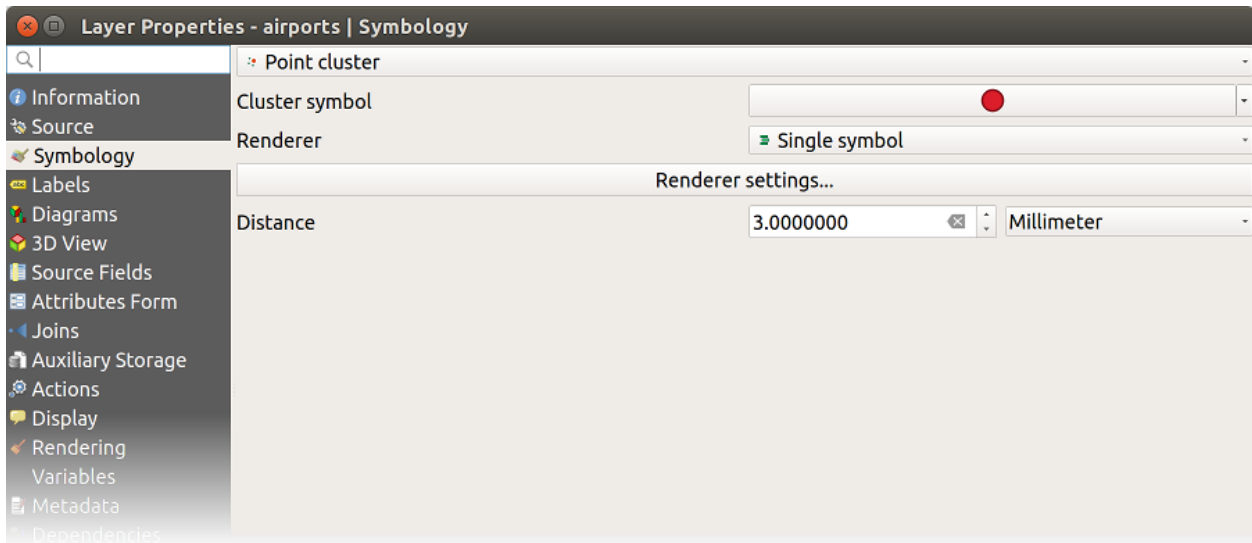 Layer Properties - airports | Symbology
Information
Source
Symbology
Labels
Diagrams
3D View
Source Fields
Attributes Form
Joins
Auxiliary Storage
Actions
Display
Rendering
Variables
Metadata
Dependencies
Point cluster
Cluster symbol
Renderer
Single symbol
Renderer settings...
Distance
3.0000000
Millimeter